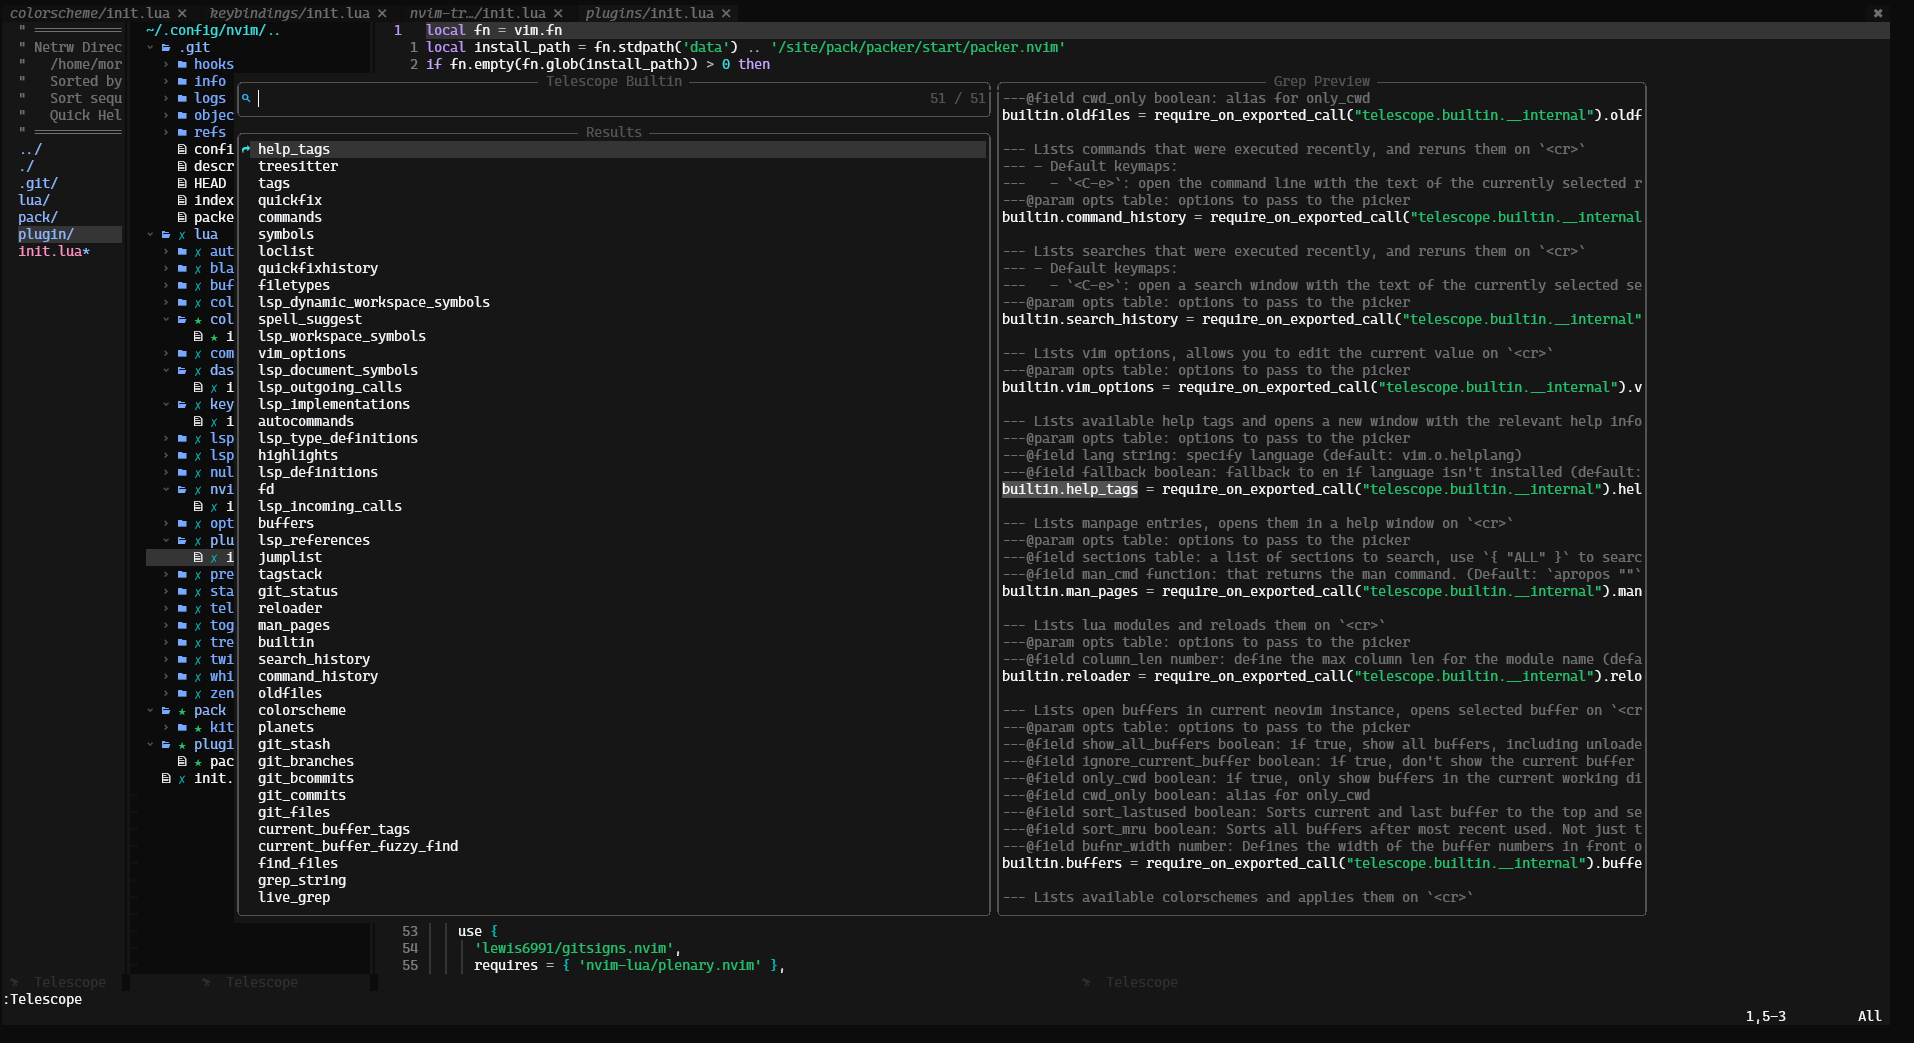 colorscheme/init.lua ✕ keybindings/init.lua ✕ nvim-tr…/init.lua ✕ plugins/init.lua ✕ ✖
" ===========
" Netrw Direc
"   /home/mor
"   Sorted by
"   Sort sequ
"   Quick Hel
" ===========
../
./
.git/
lua/
pack/
plugin/
init.lua*
~/.config/nvim/..
.git
hooks
info
logs
objec
refs
confi
descr
HEAD
index
packe
✗ lua
✗ aut
✗ bla
✗ buf
✗ col
★ col
★ i
✗ com
✗ das
✗ i
✗ key
✗ i
✗ lsp
✗ lsp
✗ nul
✗ nvi
✗ i
✗ opt
✗ plu
✗ i
✗ pre
✗ sta
✗ tel
✗ tog
✗ tre
✗ twi
✗ whi
✗ zen
★ pack
★ kit
★ plugi
★ pac
✗ init.
1 local fn = vim.fn
1 local install_path = fn.stdpath('data') .. '/site/pack/packer/start/packer.nvim'
2 if fn.empty(fn.glob(install_path)) > 0 then
Telescope Builtin
51 / 51
Results
help_tags
treesitter
tags
quickfix
commands
symbols
loclist
quickfixhistory
filetypes
lsp_dynamic_workspace_symbols
spell_suggest
lsp_workspace_symbols
vim_options
lsp_document_symbols
lsp_outgoing_calls
lsp_implementations
autocommands
lsp_type_definitions
highlights
lsp_definitions
fd
lsp_incoming_calls
buffers
lsp_references
jumplist
tagstack
git_status
reloader
man_pages
builtin
search_history
command_history
oldfiles
colorscheme
planets
git_stash
git_branches
git_bcommits
git_commits
git_files
current_buffer_tags
current_buffer_fuzzy_find
find_files
grep_string
live_grep
Grep Preview
---@field cwd_only boolean: alias for only_cwd
builtin.oldfiles = require_on_exported_call("telescope.builtin.__internal").oldf
--- Lists commands that were executed recently, and reruns them on `<cr>`
--- - Default keymaps:
---   - `<C-e>`: open the command line with the text of the currently selected r
---@param opts table: options to pass to the picker
builtin.command_history = require_on_exported_call("telescope.builtin.__internal
--- Lists searches that were executed recently, and reruns them on `<cr>`
--- - Default keymaps:
---   - `<C-e>`: open a search window with the text of the currently selected se
---@param opts table: options to pass to the picker
builtin.search_history = require_on_exported_call("telescope.builtin.__internal"
--- Lists vim options, allows you to edit the current value on `<cr>`
---@param opts table: options to pass to the picker
builtin.vim_options = require_on_exported_call("telescope.builtin.__internal").v
--- Lists available help tags and opens a new window with the relevant help info
---@param opts table: options to pass to the picker
---@field lang string: specify language (default: vim.o.helplang)
---@field fallback boolean: fallback to en if language isn't installed (default:
builtin.help_tags = require_on_exported_call("telescope.builtin.__internal").hel
--- Lists manpage entries, opens them in a help window on `<cr>`
---@param opts table: options to pass to the picker
---@field sections table: a list of sections to search, use `{ "ALL" }` to searc
---@field man_cmd function: that returns the man command. (Default: `apropos ""`
builtin.man_pages = require_on_exported_call("telescope.builtin.__internal").man
--- Lists lua modules and reloads them on `<cr>`
---@param opts table: options to pass to the picker
---@field column_len number: define the max column len for the module name (defa
builtin.reloader = require_on_exported_call("telescope.builtin.__internal").relo
--- Lists open buffers in current neovim instance, opens selected buffer on `<cr
---@param opts table: options to pass to the picker
---@field show_all_buffers boolean: if true, show all buffers, including unloade
---@field ignore_current_buffer boolean: if true, don't show the current buffer
---@field only_cwd boolean: if true, only show buffers in the current working di
---@field cwd_only boolean: alias for only_cwd
---@field sort_lastused boolean: Sorts current and last buffer to the top and se
---@field sort_mru boolean: Sorts all buffers after most recent used. Not just t
---@field bufnr_width number: Defines the width of the buffer numbers in front o
builtin.buffers = require_on_exported_call("telescope.builtin.__internal").buffe
--- Lists available colorschemes and applies them on `<cr>`
53 use {
54 'lewis6991/gitsigns.nvim',
55 requires = { 'nvim-lua/plenary.nvim' },
Telescope Telescope Telescope
:Telescope
1,5-3 All